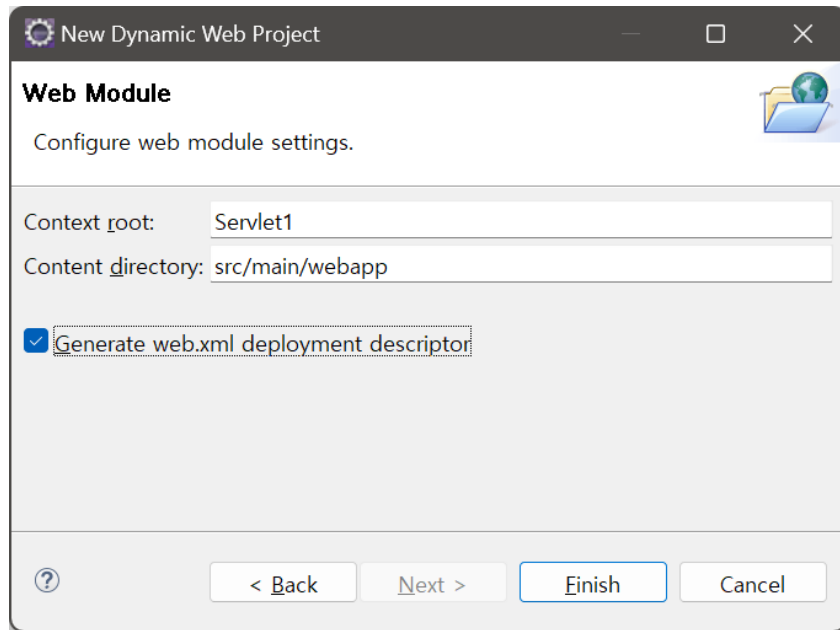 New Dynamic Web Project
Web Module
Configure web module settings.
Context root: Servlet1
Content directory: src/main/webapp
Generate web.xml deployment descriptor
? < Back Next > Finish Cancel